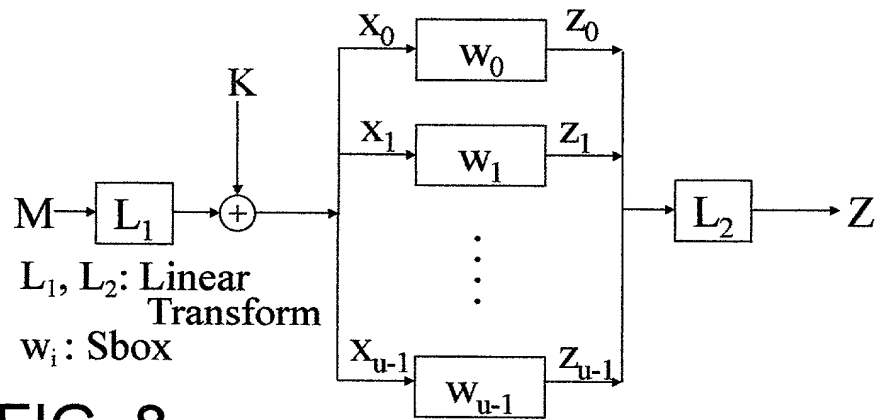 x₀ w₀ z₀
K
x₁ w₁ z₁
M L₁ + L₂ Z
L₁, L₂: Linear
Transform
wᵢ : Sbox
xᵤ₋₁ wᵤ₋₁ zᵤ₋₁
FIG. 8